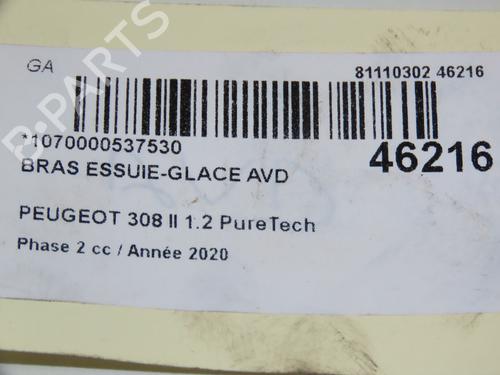 GA
81110302 46216
*1070000537530
46216
BRAS ESSUIE-GLACE AVD
PEUGEOT 308 II 1.2 PureTech
Phase 2 cc / Année 2020